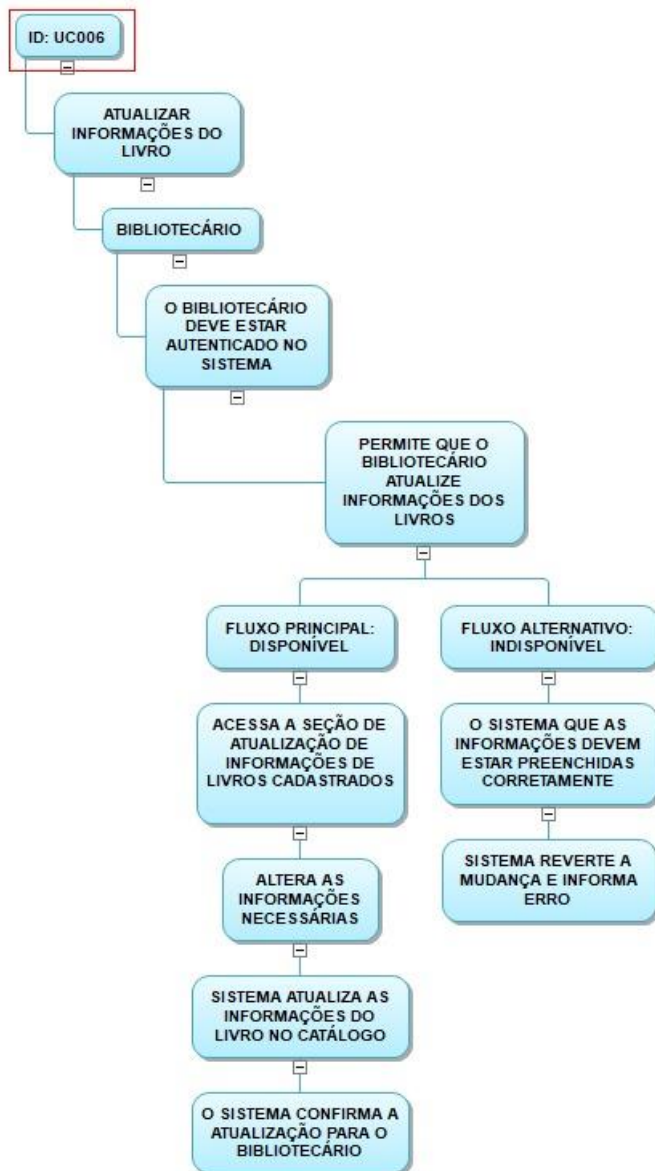 ID: UC006
ATUALIZAR
INFORMAÇÕES DO
LIVRO
BIBLIOTECÁRIO
O BIBLIOTECÁRIO
DEVE ESTAR
AUTENTICADO NO
SISTEMA
PERMITE QUE O
BIBLIOTECÁRIO
ATUALIZE
INFORMAÇÕES DOS
LIVROS
FLUXO PRINCIPAL:
DISPONÍVEL
ACESSA A SEÇÃO DE
ATUALIZAÇÃO DE
INFORMAÇÕES DE
LIVROS CADASTRADOS
ALTERA AS
INFORMAÇÕES
NECESSÁRIAS
SISTEMA ATUALIZA AS
INFORMAÇÕES DO
LIVRO NO CATÁLOGO
O SISTEMA CONFIRMA A
ATUALIZAÇÃO PARA O
BIBLIOTECÁRIO
FLUXO ALTERNATIVO:
INDISPONÍVEL
O SISTEMA QUE AS
INFORMAÇÕES DEVEM
ESTAR PREENCHIDAS
CORRETAMENTE
SISTEMA REVERTE A
MUDANÇA E INFORMA
ERRO